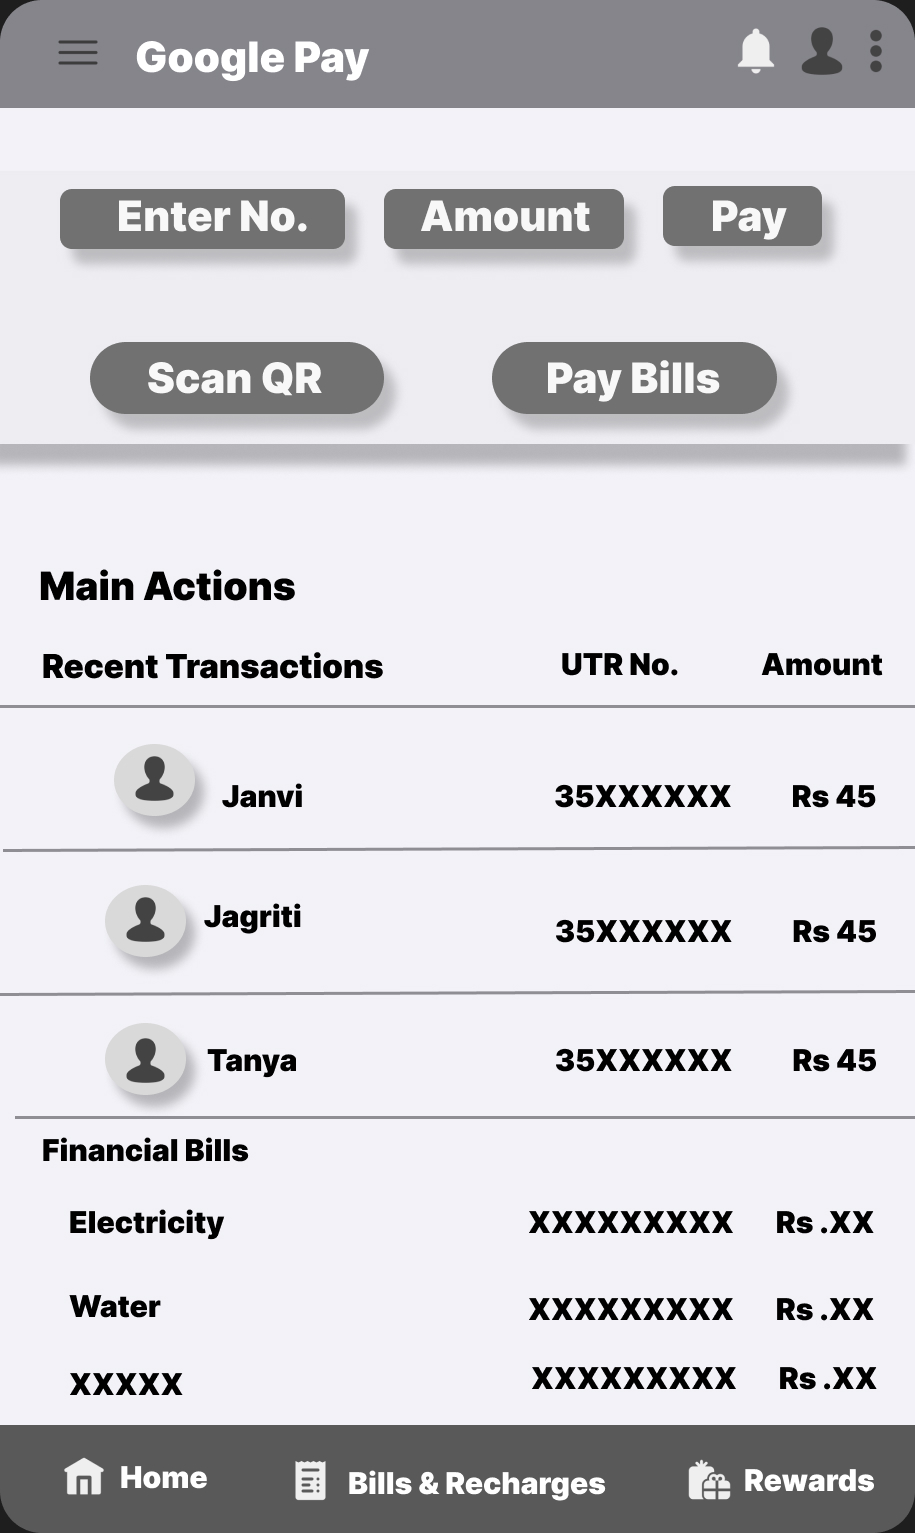 Google Pay
Enter No. Amount Pay
Scan QR Pay Bills
Main Actions
Recent Transactions UTR No. Amount
Janvi 35XXXXXX Rs 45
Jagriti 35XXXXXX Rs 45
Tanya 35XXXXXX Rs 45
Financial Bills
Electricity XXXXXXXXX Rs .XX
Water XXXXXXXXX Rs .XX
XXXXX XXXXXXXXX Rs .XX
Home Bills & Recharges Rewards